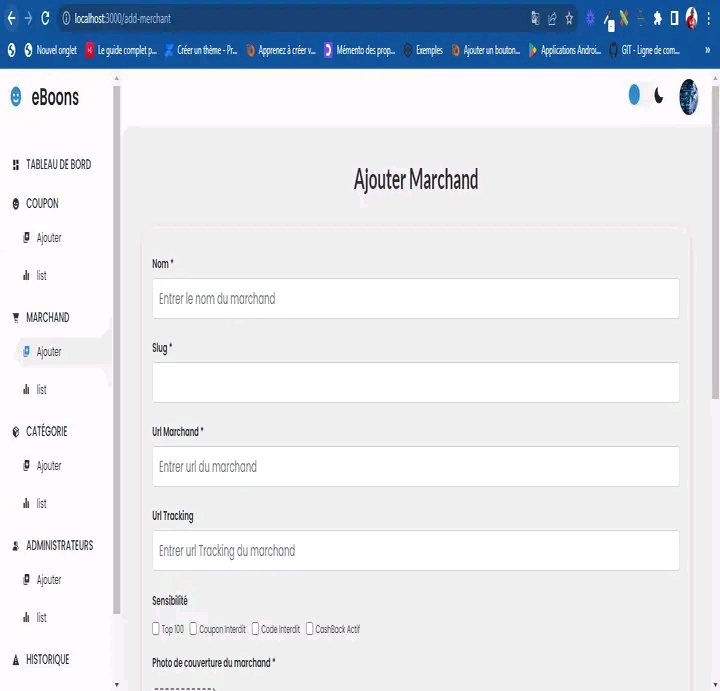 localhost:3000/add-merchant
Nouvel onglet
Le guide complet p...
Créer un thème - Pr...
Apprenez à créer v...
Mémento des prop...
Exemples
Ajouter un bouton...
Applications Androi...
GIT - Ligne de com...
»
eBoons
TABLEAU DE BORD
COUPON
Ajouter
list
MARCHAND
Ajouter
list
CATÉGORIE
Ajouter
list
ADMINISTRATEURS
Ajouter
list
HISTORIQUE
Ajouter Marchand
Nom *
Entrer le nom du marchand
Slug *
Url Marchand *
Entrer url du marchand
Url Tracking
Entrer url Tracking du marchand
Sensibilité
Top 100 Coupon Interdit Code Interdit CashBack Actif
Photo de couverture du marchand *